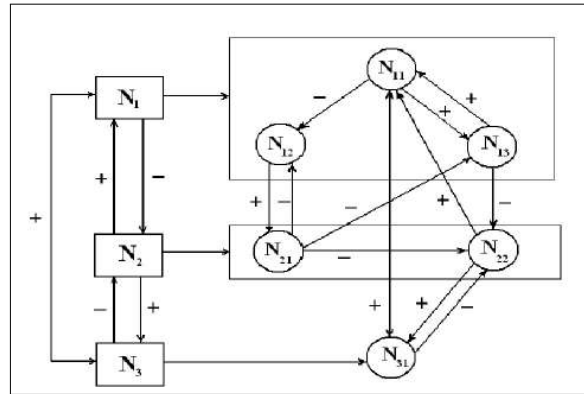 N11
N1
−
+
+
N12
N13
+
−
+
−
+
−
−
+
−
N2
N21
−
N22
−
+
+
+
−
N3
N31